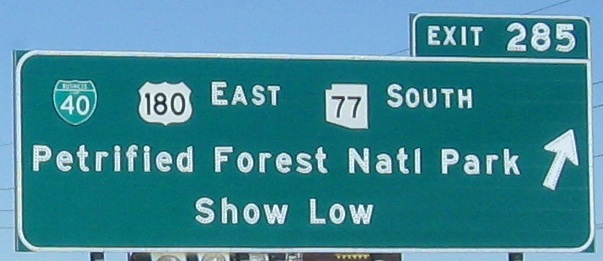 EXIT 285
BUSINESS 40 180 EAST 77 SOUTH
Petrified Forest Natl Park
Show Low